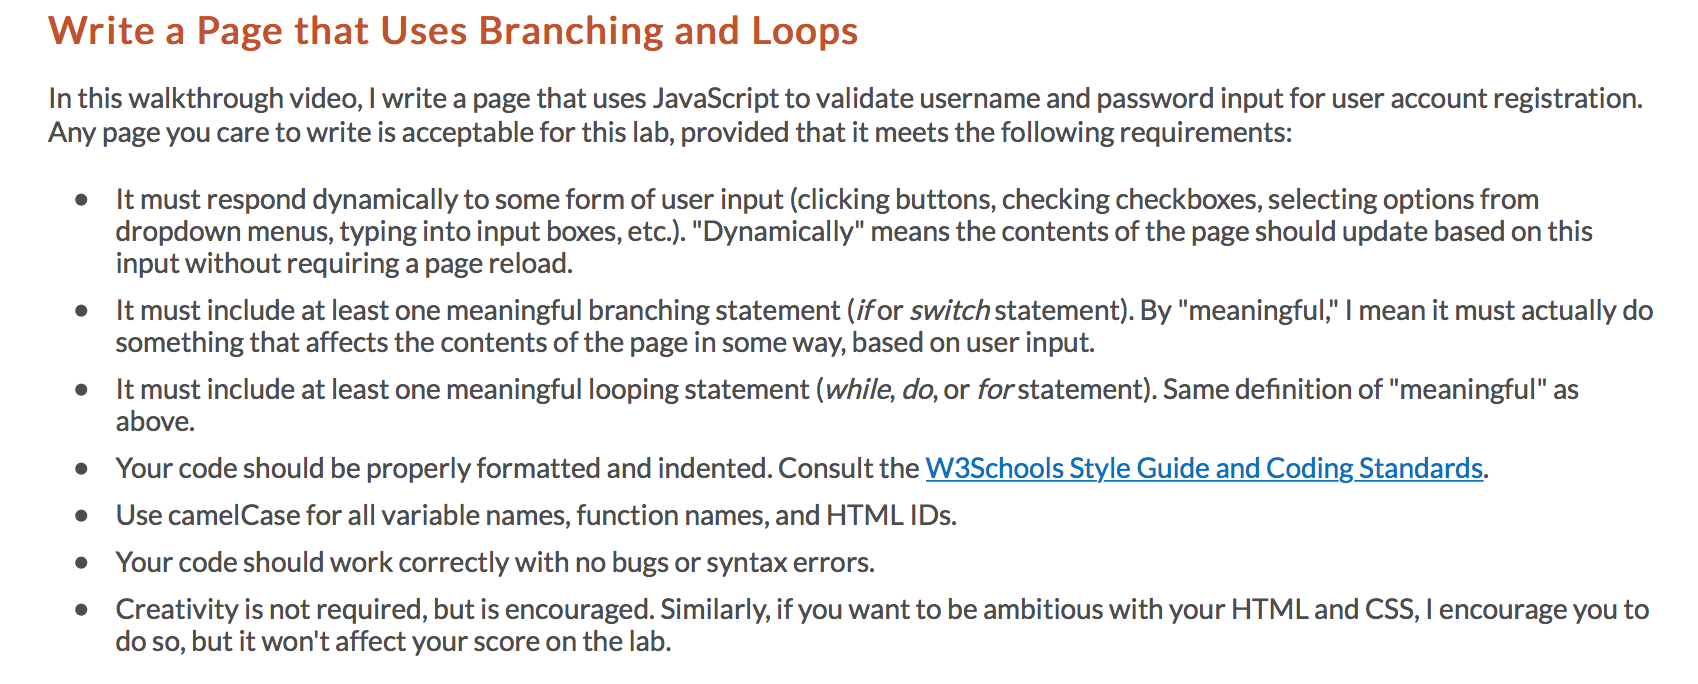 Write a Page that Uses Branching and Loops
In this walkthrough video, I write a page that uses JavaScript to validate username and password input for user account registration.
Any page you care to write is acceptable for this lab, provided that it meets the following requirements:
• It must respond dynamically to some form of user input (clicking buttons, checking checkboxes, selecting options from
dropdown menus, typing into input boxes, etc.). "Dynamically" means the contents of the page should update based on this
input without requiring a page reload.
• It must include at least one meaningful branching statement (if or switch statement). By "meaningful," I mean it must actually do
something that affects the contents of the page in some way, based on user input.
• It must include at least one meaningful looping statement (while, do, or for statement). Same definition of "meaningful" as
above.
• Your code should be properly formatted and indented. Consult the W3Schools Style Guide and Coding Standards.
• Use camelCase for all variable names, function names, and HTML IDs.
• Your code should work correctly with no bugs or syntax errors.
• Creativity is not required, but is encouraged. Similarly, if you want to be ambitious with your HTML and CSS, I encourage you to
do so, but it won't affect your score on the lab.